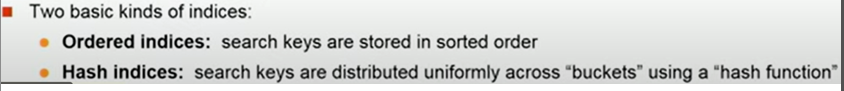 Two basic kinds of indices:
Ordered indices: search keys are stored in sorted order
Hash indices: search keys are distributed uniformly across “buckets” using a “hash function”